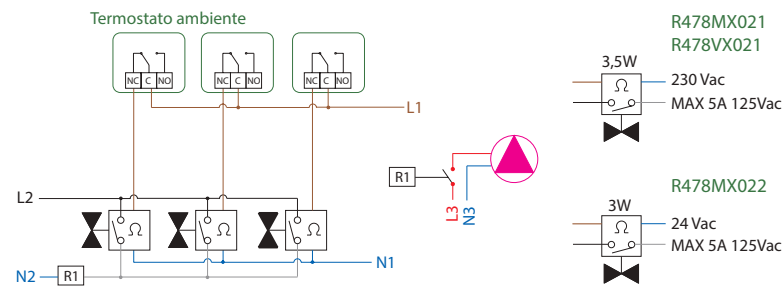 Termostato ambiente
NC C NO
NC C NO
NC C NO
L1
L2
Ω
Ω
Ω
N1
N2
R1
R1
L3
N3
R478MX021
R478VX021
3,5W
Ω
230 Vac
MAX 5A 125Vac
R478MX022
3W
Ω
24 Vac
MAX 5A 125Vac